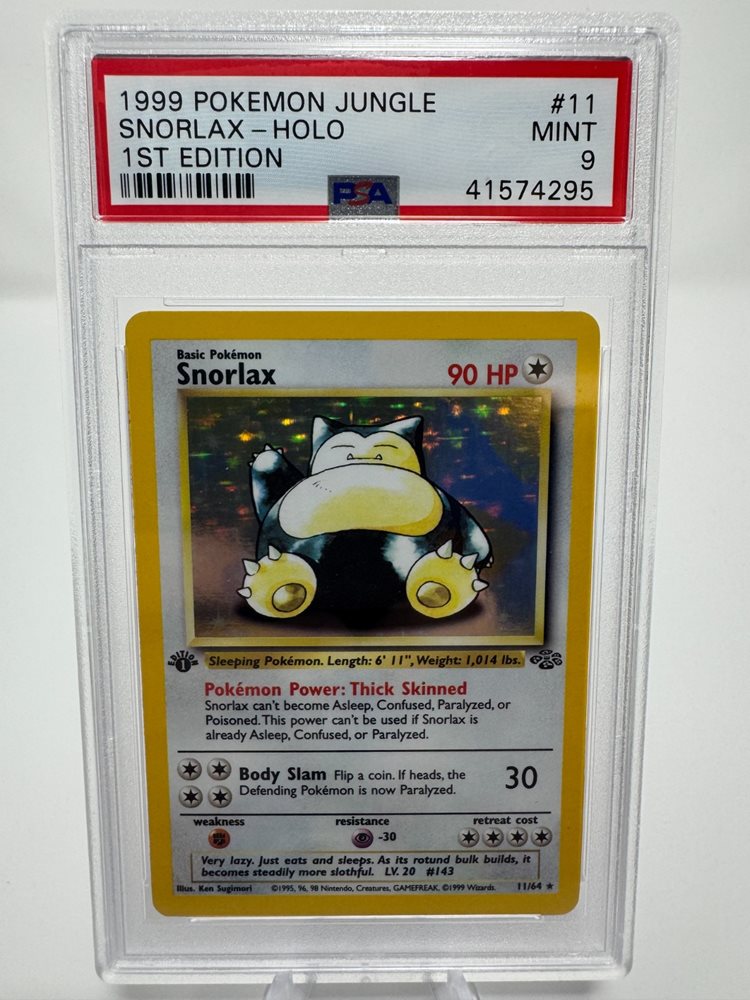 1999 POKEMON JUNGLE #11
SNORLAX - HOLO MINT
1ST EDITION 9
PSA 41574295
Basic Pokémon
Snorlax 90 HP
EDITION 1
Sleeping Pokémon. Length: 6' 11", Weight: 1,014 lbs.
Pokémon Power: Thick Skinned
Snorlax can't become Asleep, Confused, Paralyzed, or
Poisoned. This power can't be used if Snorlax is
already Asleep, Confused, or Paralyzed.
Body Slam Flip a coin. If heads, the 30
Defending Pokémon is now Paralyzed.
weakness resistance retreat cost
-30
Very lazy. Just eats and sleeps. As its rotund bulk builds, it
becomes steadily more slothful. LV. 20 #143
Illus. Ken Sugimori ©1995, 96, 98 Nintendo, Creatures, GAMEFREAK. ©1999 Wizards. 11/64 ★